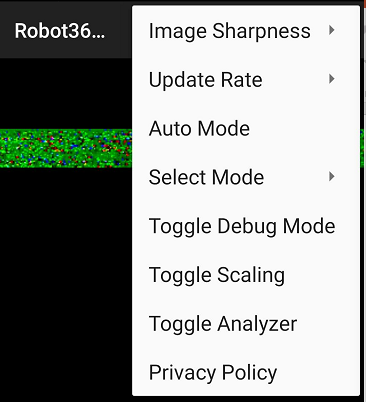 Robot36...
Image Sharpness
Update Rate
Auto Mode
Select Mode
Toggle Debug Mode
Toggle Scaling
Toggle Analyzer
Privacy Policy